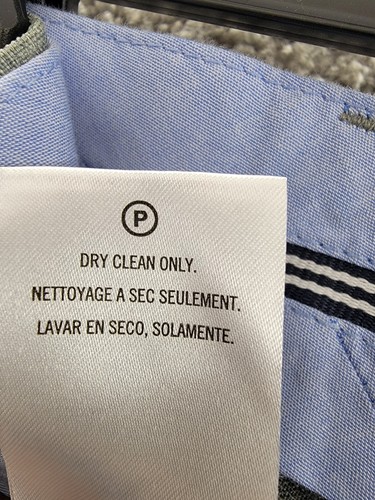 P
DRY CLEAN ONLY.
NETTOYAGE A SEC SEULEMENT.
LAVAR EN SECO, SOLAMENTE.